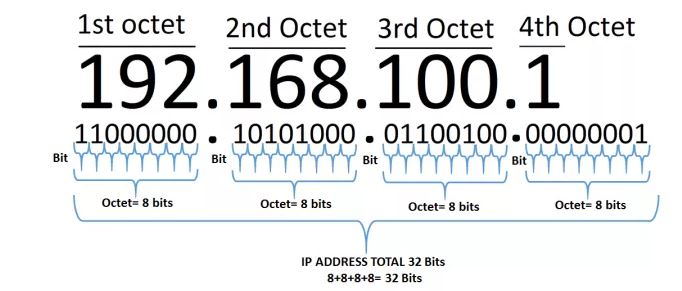 1st octet 2nd Octet 3rd Octet 4th Octet
192.168.100.1
11000000.10101000.01100100.00000001
Bit Bit Bit Bit
Octet= 8 bits Octet= 8 bits Octet= 8 bits Octet= 8 bits
IP ADDRESS TOTAL 32 Bits
8+8+8+8= 32 Bits